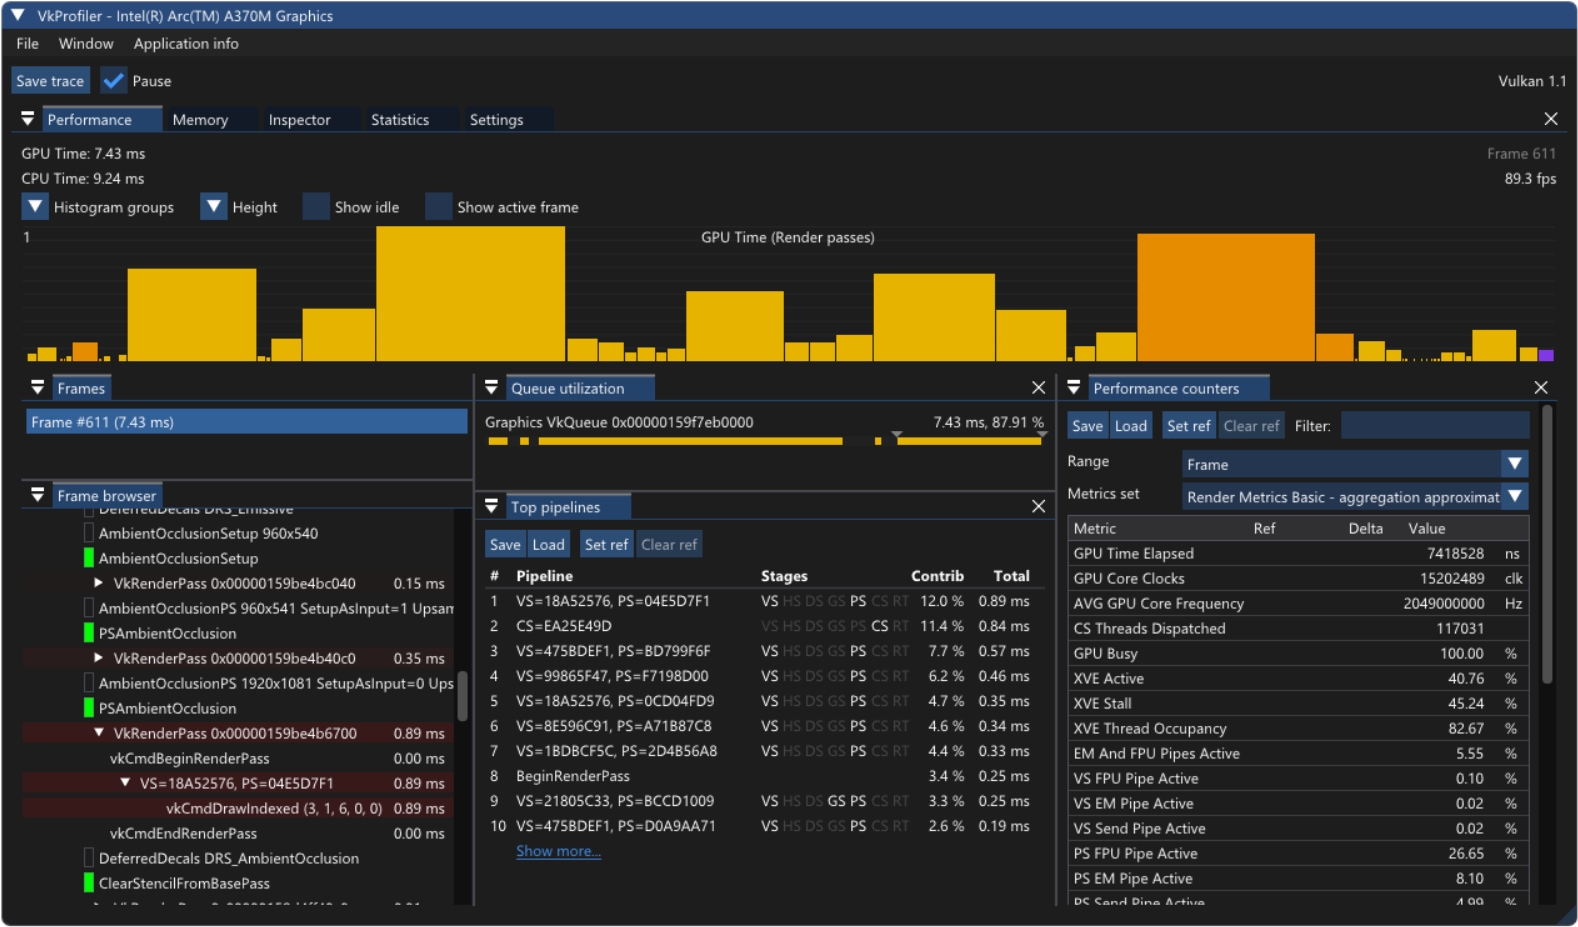 VkProfiler - Intel(R) Arc(TM) A370M Graphics
File Window Application info
Save trace Pause Vulkan 1.1
Performance Memory Inspector Statistics Settings
GPU Time: 7.43 ms Frame 611
CPU Time: 9.24 ms 89.3 fps
Histogram groups Height Show idle Show active frame
1 GPU Time (Render passes)
Frames
Frame #611 (7.43 ms)
Frame browser
DeferredDecals DRS_Emissive
AmbientOcclusionSetup 960x540
AmbientOcclusionSetup
VkRenderPass 0x00000159be4bc040 0.15 ms
AmbientOcclusionPS 960x541 SetupAsInput=1 Upsam
PSAmbientOcclusion
VkRenderPass 0x00000159be4b40c0 0.35 ms
AmbientOcclusionPS 1920x1081 SetupAsInput=0 Ups
PSAmbientOcclusion
VkRenderPass 0x00000159be4b6700 0.89 ms
vkCmdBeginRenderPass 0.00 ms
VS=18A52576, PS=04E5D7F1 0.89 ms
vkCmdDrawIndexed (3, 1, 6, 0, 0) 0.89 ms
vkCmdEndRenderPass 0.00 ms
DeferredDecals DRS_AmbientOcclusion
ClearStencilFromBasePass
Queue utilization
Graphics VkQueue 0x00000159f7eb0000 7.43 ms, 87.91 %
Top pipelines
Save Load Set ref Clear ref
# Pipeline Stages Contrib Total
1 VS=18A52576, PS=04E5D7F1 VS HS DS GS PS CS RT 12.0 % 0.89 ms
2 CS=EA25E49D VS HS DS GS PS CS RT 11.4 % 0.84 ms
3 VS=475BDEF1, PS=BD799F6F VS HS DS GS PS CS RT 7.7 % 0.57 ms
4 VS=99865F47, PS=F7198D00 VS HS DS GS PS CS RT 6.2 % 0.46 ms
5 VS=18A52576, PS=0CD04FD9 VS HS DS GS PS CS RT 4.7 % 0.35 ms
6 VS=8E596C91, PS=A71B87C8 VS HS DS GS PS CS RT 4.6 % 0.34 ms
7 VS=1BDBCF5C, PS=2D4B56A8 VS HS DS GS PS CS RT 4.4 % 0.33 ms
8 BeginRenderPass 3.4 % 0.25 ms
9 VS=21805C33, PS=BCCD1009 VS HS DS GS PS CS RT 3.3 % 0.25 ms
10 VS=475BDEF1, PS=D0A9AA71 VS HS DS GS PS CS RT 2.6 % 0.19 ms
Show more...
Performance counters
Save Load Set ref Clear ref Filter:
Range Frame
Metrics set Render Metrics Basic - aggregation approximat
Metric Ref Delta Value
GPU Time Elapsed 7418528 ns
GPU Core Clocks 15202489 clk
AVG GPU Core Frequency 2049000000 Hz
CS Threads Dispatched 117031
GPU Busy 100.00 %
XVE Active 40.76 %
XVE Stall 45.24 %
XVE Thread Occupancy 82.67 %
EM And FPU Pipes Active 5.55 %
VS FPU Pipe Active 0.10 %
VS EM Pipe Active 0.02 %
VS Send Pipe Active 0.02 %
PS FPU Pipe Active 26.65 %
PS EM Pipe Active 8.10 %
PS Send Pipe Active 4.99 %